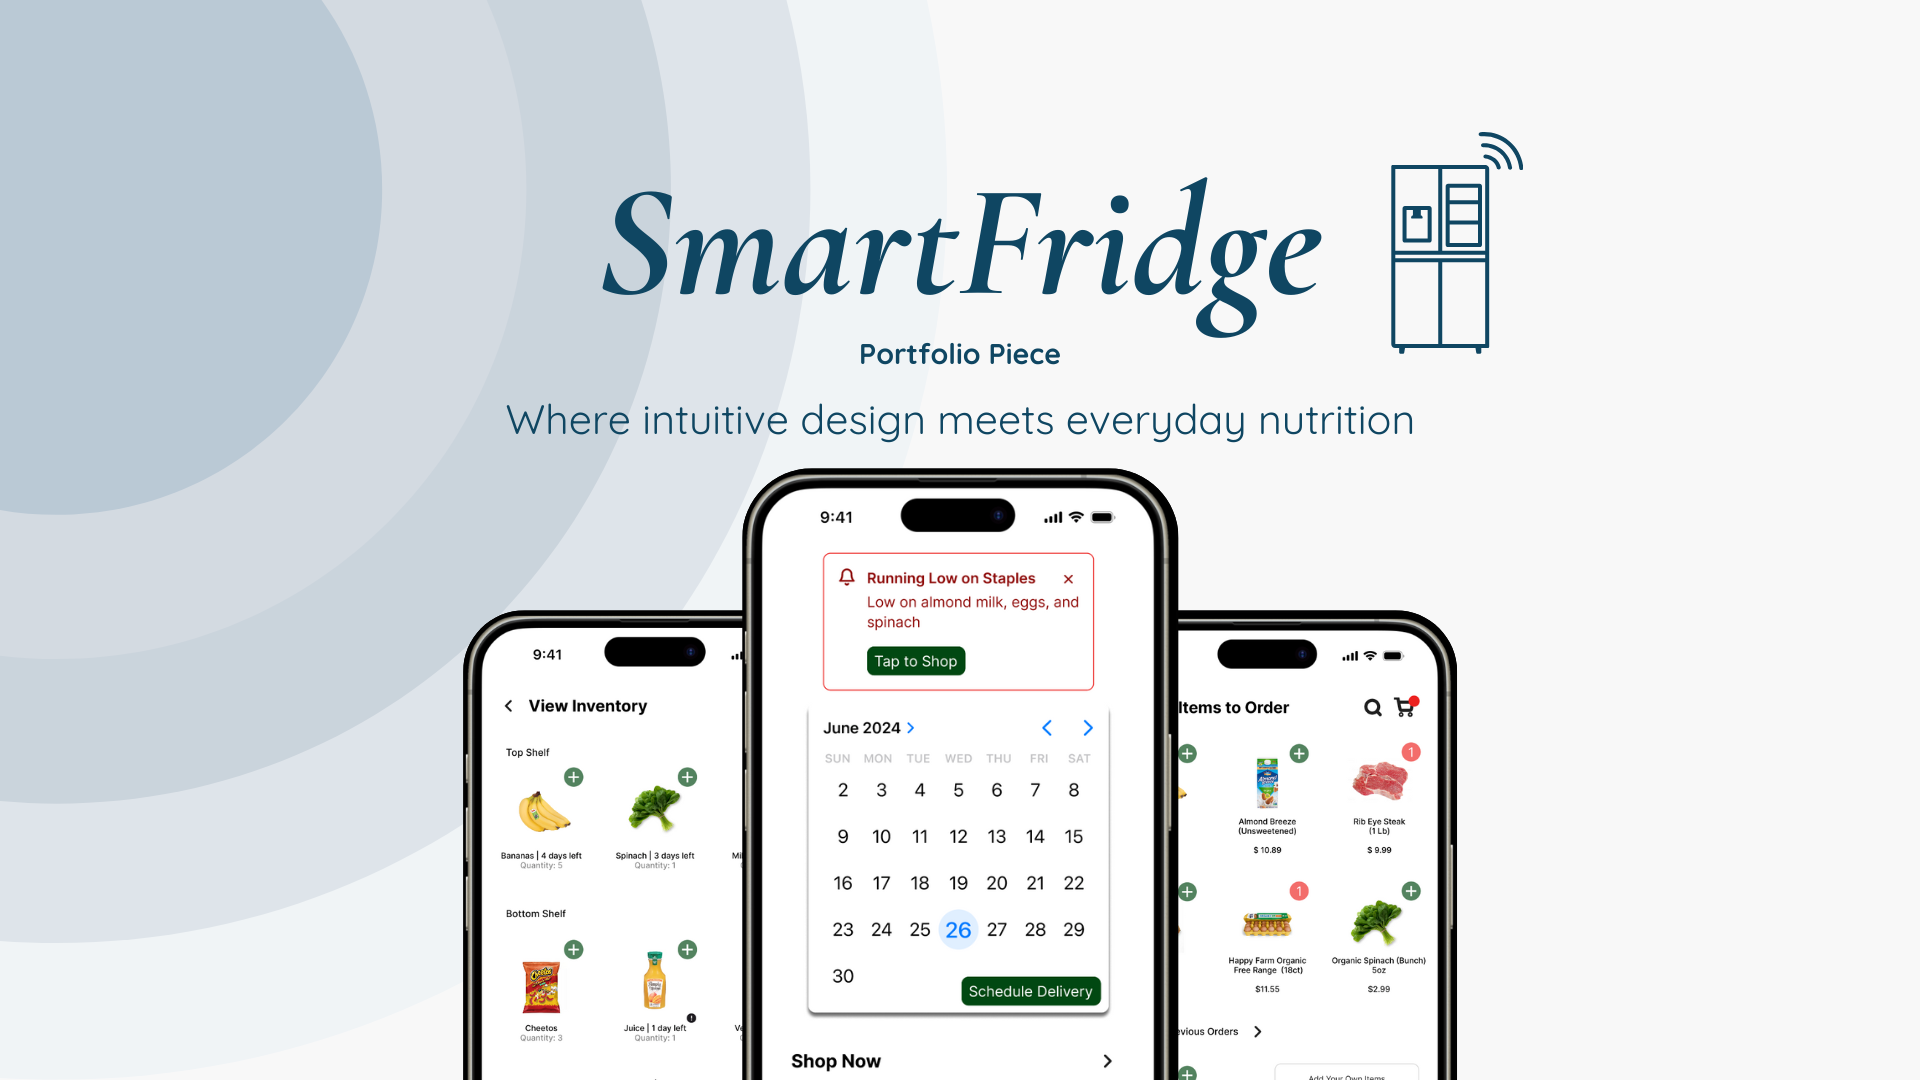 SmartFridge
Portfolio Piece
Where intuitive design meets everyday nutrition
9:41
Running Low on Staples
Low on almond milk, eggs, and
spinach
Tap to Shop
June 2024
SUN MON TUE WED THU FRI SAT
2 3 4 5 6 7 8
9 10 11 12 13 14 15
16 17 18 19 20 21 22
23 24 25 26 27 28 29
30
Schedule Delivery
Shop Now
9:41
View Inventory
Top Shelf
Bananas | 4 days left
Quantity: 5
Spinach | 3 days left
Quantity: 1
Bottom Shelf
Cheetos
Quantity: 3
Juice | 1 day left
Quantity: 1
Items to Order
1
Almond Breeze
(Unsweetened)
$ 10.89
Rib Eye Steak
(1 Lb)
$ 9.99
1
Happy Farm Organic
Free Range (18ct)
$11.55
Organic Spinach (Bunch)
5oz
$2.99
evious Orders
Add Your Own Items